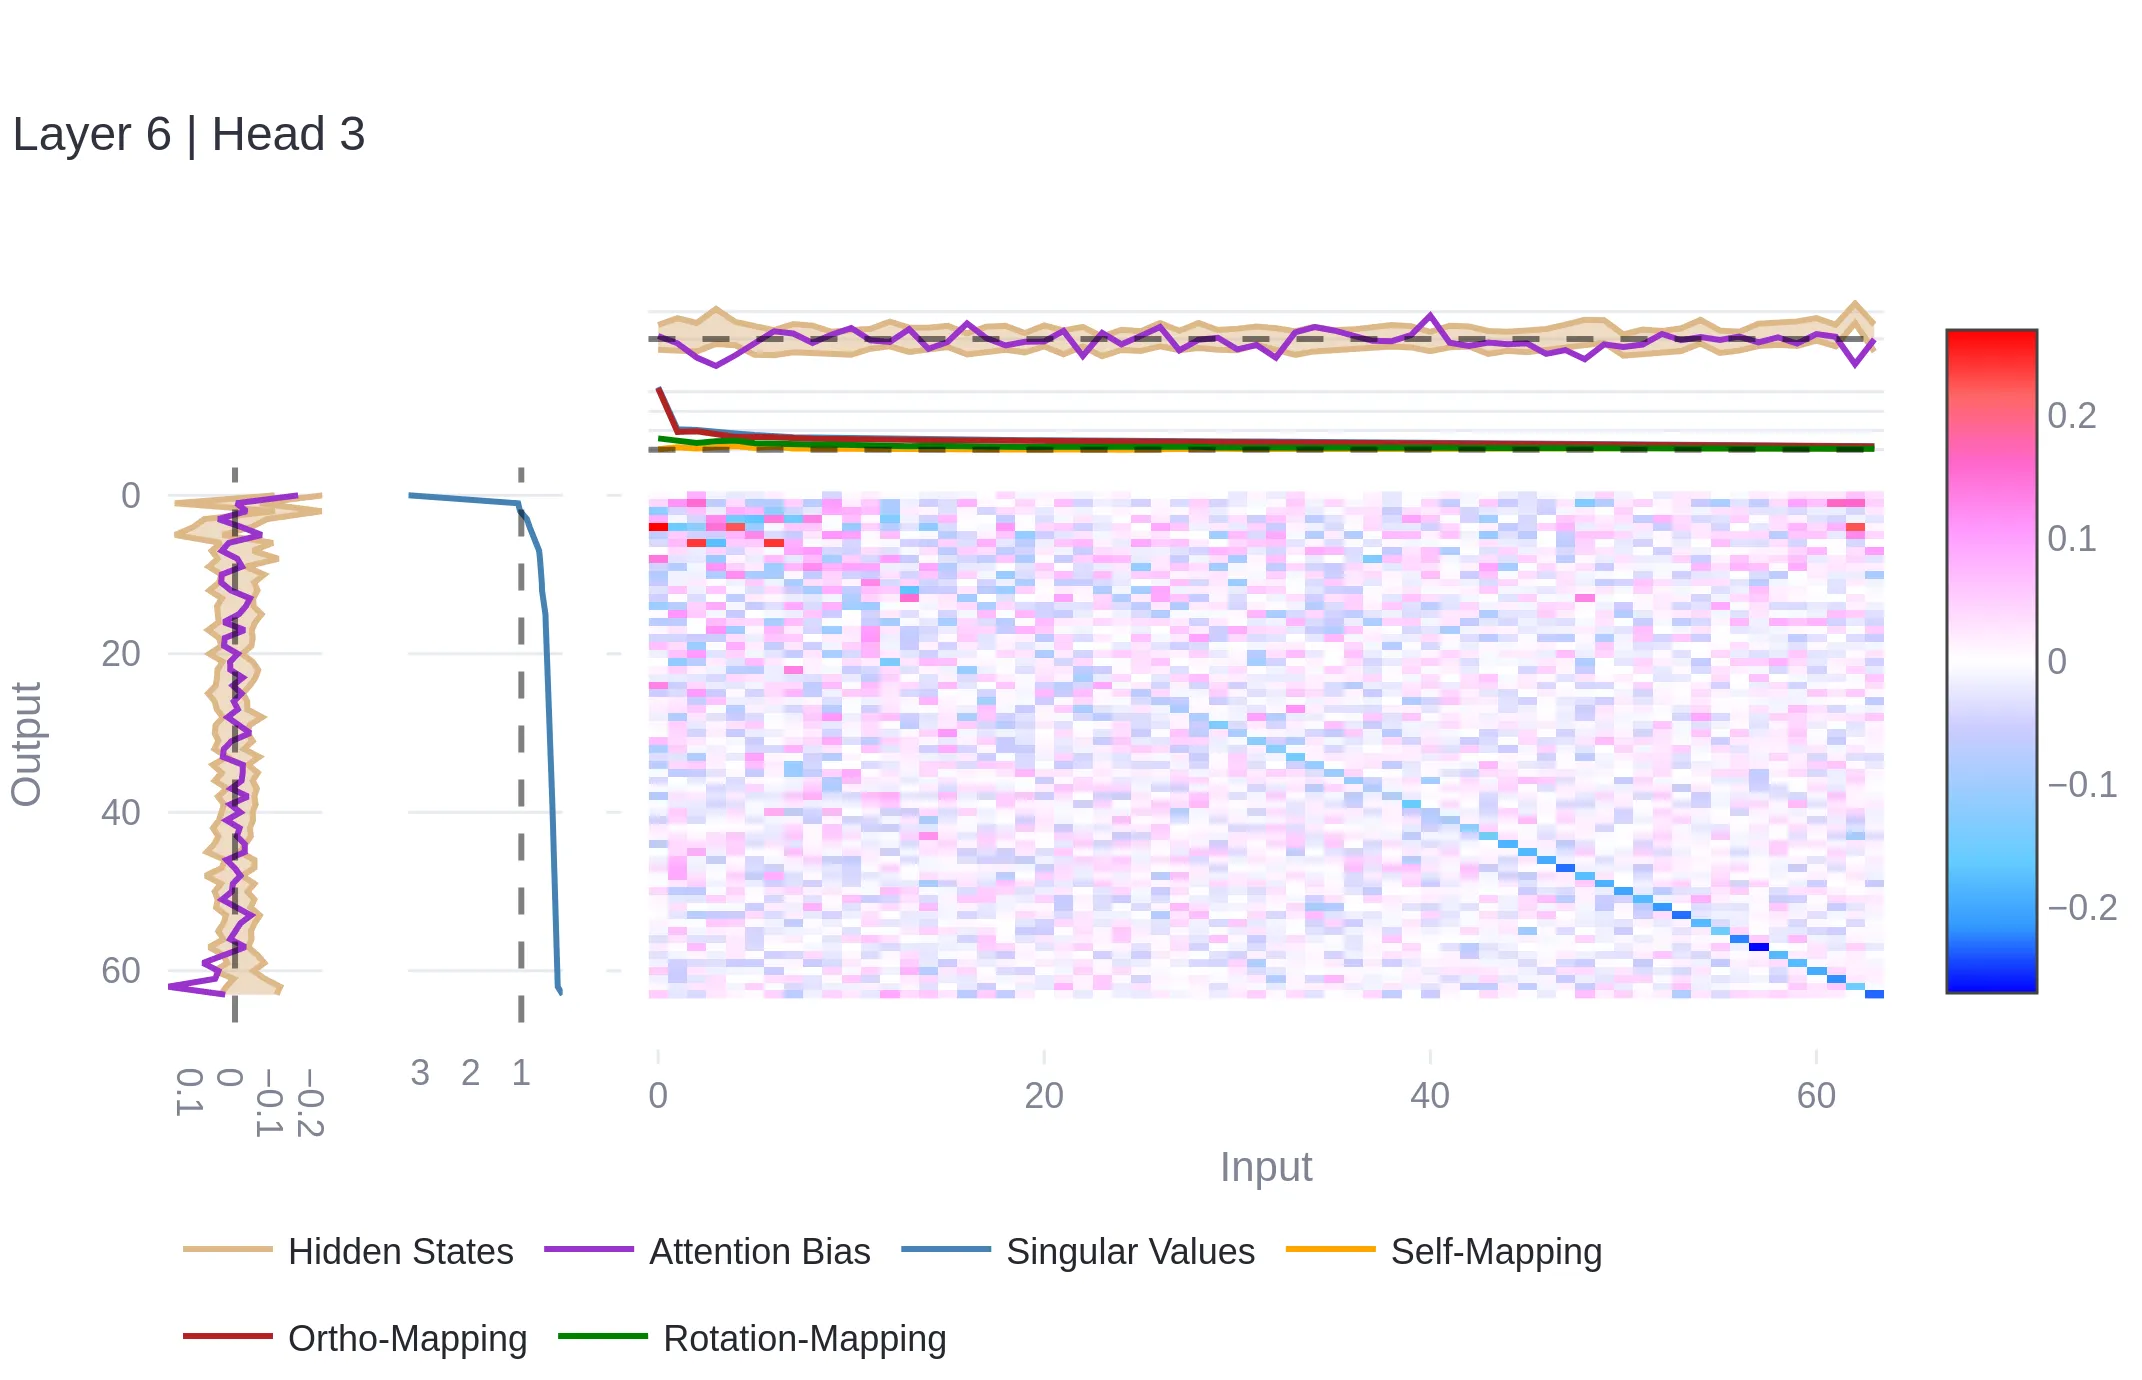 Layer 6 | Head 3
0
20
40
60
Output
0.1
0
−0.1
−0.2
3
2
1
0
20
40
60
Input
0.2
0.1
0
−0.1
−0.2
Hidden States
Attention Bias
Singular Values
Self-Mapping
Ortho-Mapping
Rotation-Mapping